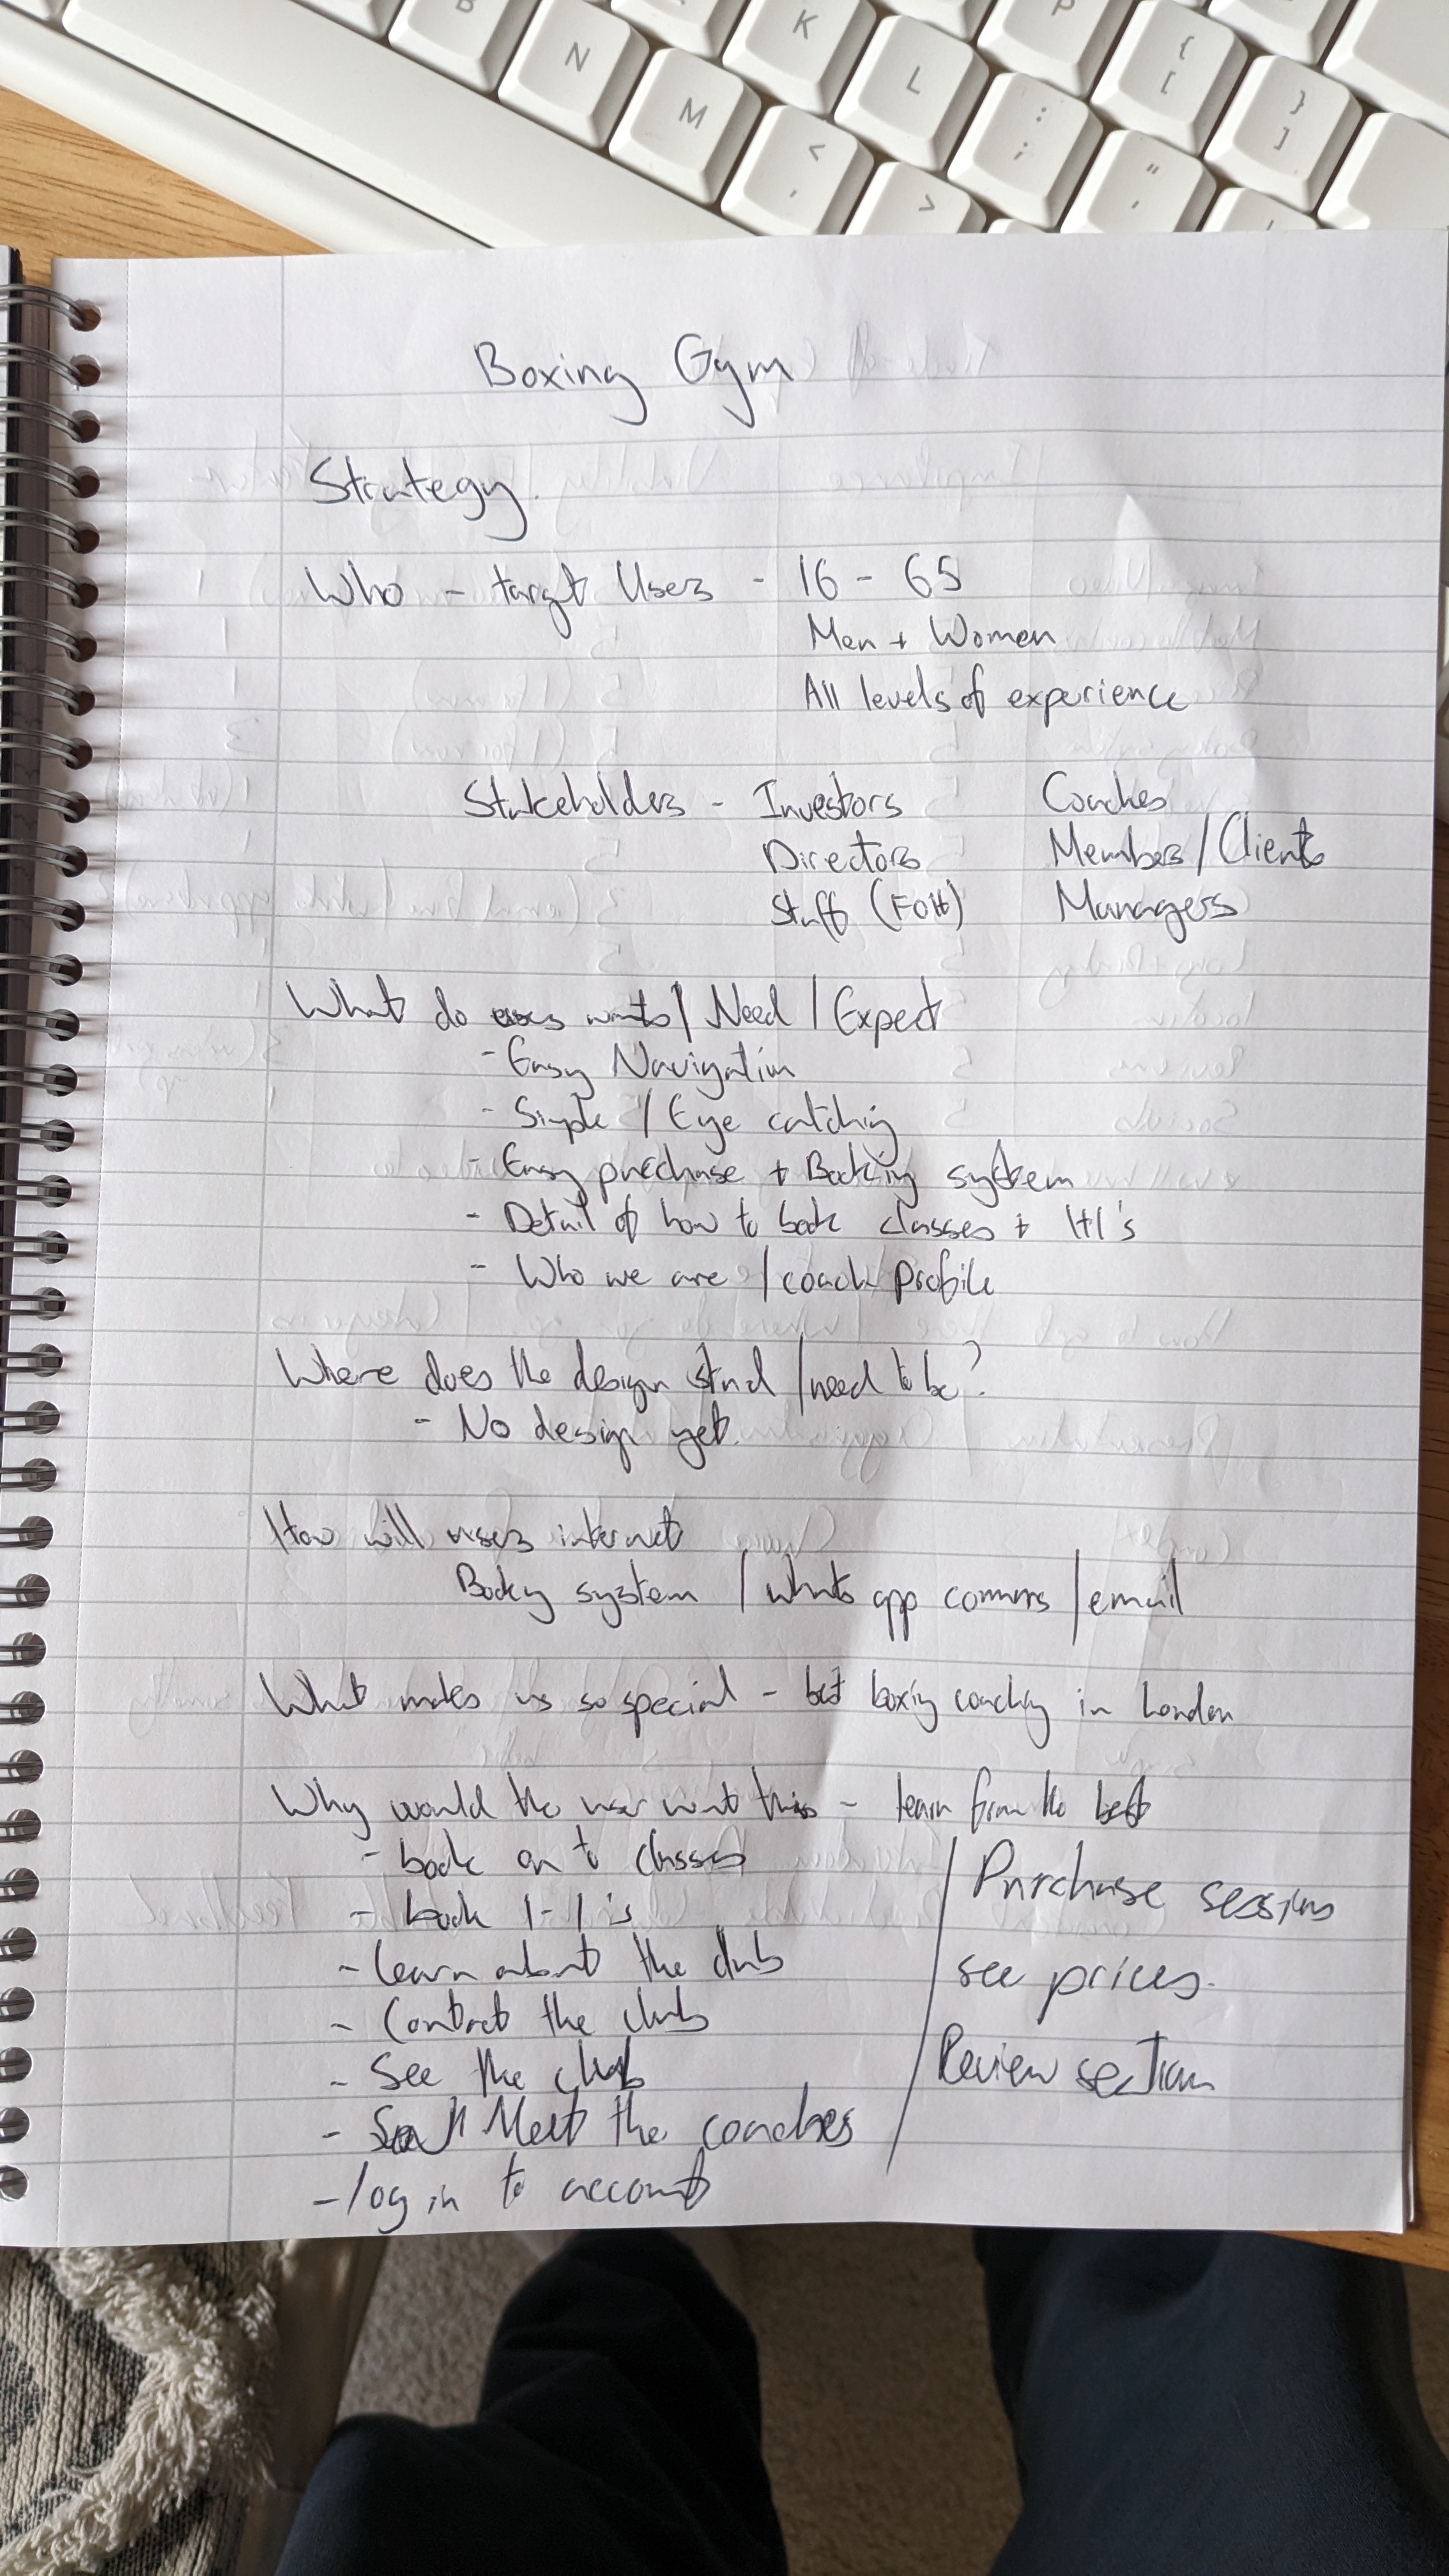 B N M K L P { [ } ] : ; " ' < , >
Boxing Gym
Strategy.
Who - target Users - 16 - 65
Men + Women
All levels of experience
Stakeholders - Investors Coaches
Directors Members / Clients
Staff (FOH) Managers
What do users wants / Need / Expect
- Easy Navigation
- Simple / Eye catching
- Easy purchase + Booking system
- Detail of how to book classes + 1+1's
- Who we are / coach profile
Where does the design stand / need to be?
- No design yet.
How will users internet
Booking system / whats app comms / email
What makes us so special - best boxing coaching in London
Why would the user want this - learn from the best
- book on to classes
- book 1-1's
- learn about the club
- Contact the club
- See the club
- Meet the coaches
- log in to account
/ Purchase sessions
see prices.
Review section